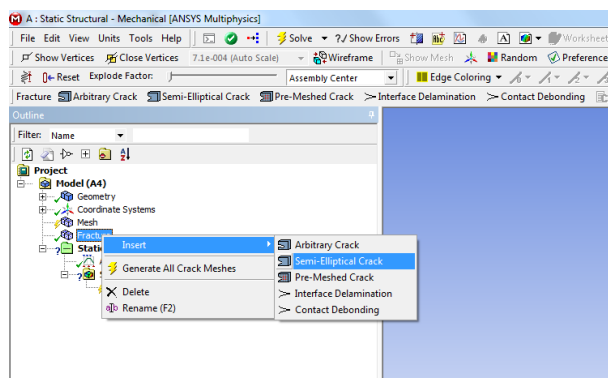 A : Static Structural - Mechanical [ANSYS Multiphysics]
File Edit View Units Tools Help Solve ?/ Show Errors A Worksheet
Show Vertices Close Vertices 7.1e-004 (Auto Scale) Wireframe Show Mesh Random Preference
Reset Explode Factor: Assembly Center Edge Coloring
Fracture Arbitrary Crack Semi-Elliptical Crack Pre-Meshed Crack Interface Delamination Contact Debonding
Outline
Filter: Name
Project
Model (A4)
Geometry
Coordinate Systems
Mesh
Fractu
Insert
Arbitrary Crack
Stati
Semi-Elliptical Crack
Generate All Crack Meshes
Pre-Meshed Crack
Delete
Interface Delamination
Rename (F2)
Contact Debonding